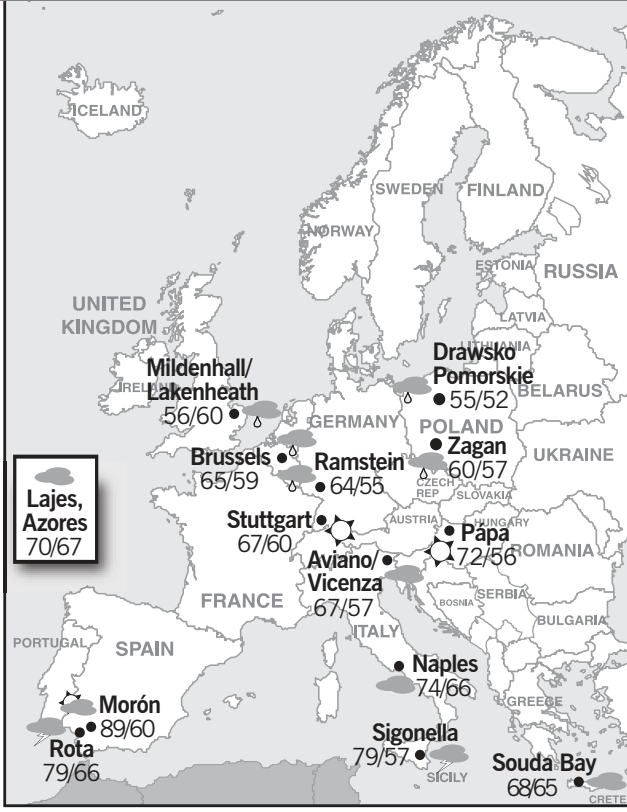 ICELAND
SWEDEN
FINLAND
NORWAY
ESTONIA
RUSSIA
LATVIA
LITHUANIA
UNITED
KINGDOM
IRELAND
Mildenhall/
Lakenheath
56/60
Drawsko
Pomorskie
55/52
BELARUS
GERMANY
POLAND
Zagan
60/57
UKRAINE
Brussels
65/59
Ramstein
64/55
CZECH
REP
SLOVAKIA
Lajes,
Azores
70/67
Stuttgart
67/60
AUSTRIA
HUNGARY
Pápa
72/56
ROMANIA
Aviano/
Vicenza
67/57
FRANCE
BOSNIA
SERBIA
BULGARIA
ITALY
PORTUGAL
SPAIN
Naples
74/66
GREECE
Morón
89/60
Rota
79/66
Sigonella
79/57
SICILY
Souda Bay
68/65
CRETE